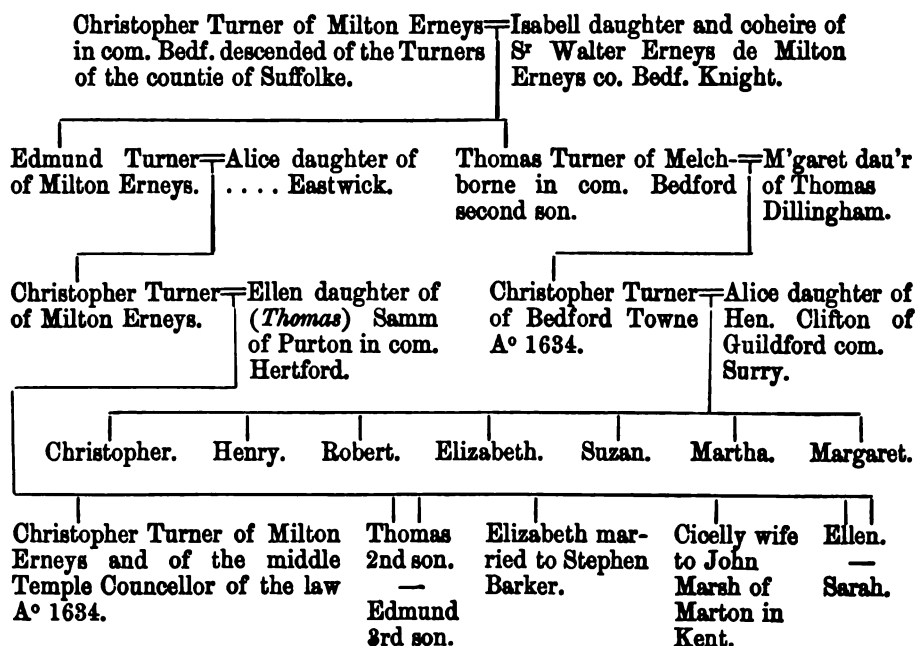 Christopher Turner of Milton Erneys
in com. Bedf. descended of the Turners
of the countie of Suffolke.
Isabell daughter and coheire of
Sr Walter Erneys de Milton
Erneys co. Bedf. Knight.
Edmund Turner
of Milton Erneys.
Alice daughter of
.... Eastwick.
Thomas Turner of Melch-
borne in com. Bedford
second son.
M'garet dau'r
of Thomas
Dillingham.
Christopher Turner
of Milton Erneys.
Ellen daughter of
(Thomas) Samm
of Purton in com.
Hertford.
Christopher Turner
of Bedford Towne
Ao 1634.
Alice daughter of
Hen. Clifton of
Guildford com.
Surry.
Christopher. Henry. Robert. Elizabeth. Suzan. Martha. Margaret.
Christopher Turner of Milton
Erneys and of the middle
Temple Councellor of the law
Ao 1634.
Thomas
2nd son.
—
Edmund
3rd son.
Elizabeth mar-
ried to Stephen
Barker.
Cicelly wife
to John
Marsh of
Marton in
Kent.
Ellen.
—
Sarah.